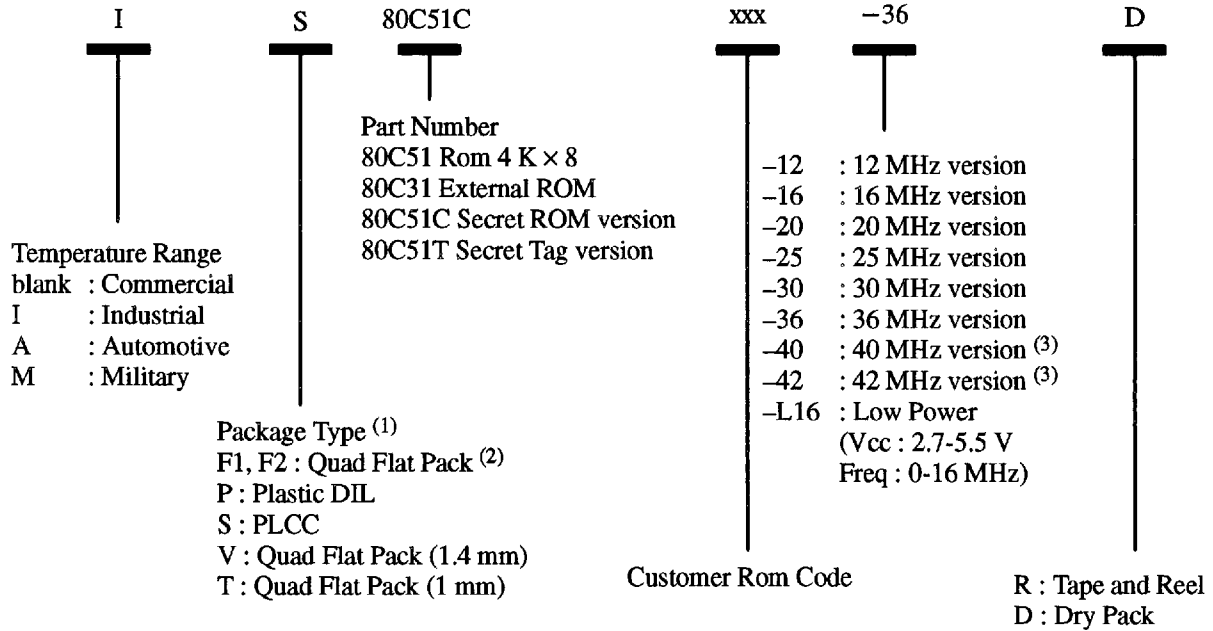 I S 80C51C xxx –36 D
Part Number
80C51 Rom 4 K × 8
80C31 External ROM
80C51C Secret ROM version
80C51T Secret Tag version
Temperature Range
blank : Commercial
I : Industrial
A : Automotive
M : Military
Package Type (1)
F1, F2 : Quad Flat Pack (2)
P : Plastic DIL
S : PLCC
V : Quad Flat Pack (1.4 mm)
T : Quad Flat Pack (1 mm)
Customer Rom Code
–12 : 12 MHz version
–16 : 16 MHz version
–20 : 20 MHz version
–25 : 25 MHz version
–30 : 30 MHz version
–36 : 36 MHz version
–40 : 40 MHz version (3)
–42 : 42 MHz version (3)
–L16 : Low Power
(Vcc : 2.7-5.5 V
Freq : 0-16 MHz)
R : Tape and Reel
D : Dry Pack